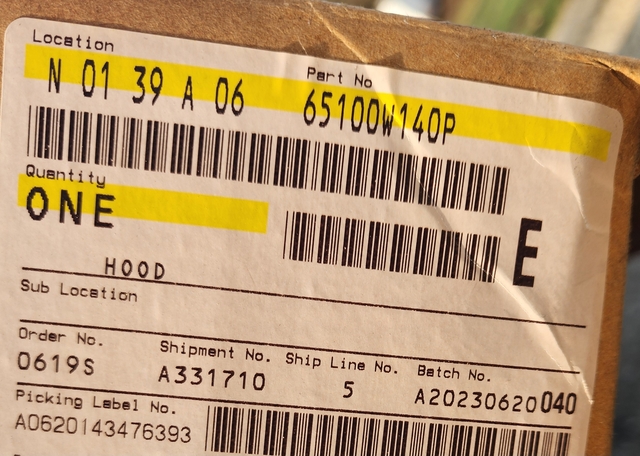 Location
Part No
N 01 39 A 06 65100W140P
Quantity
ONE
E
HOOD
Sub Location
Order No. Shipment No. Ship Line No. Batch No.
0619S A331710 5 A20230620040
Picking Label No.
A0620143476393